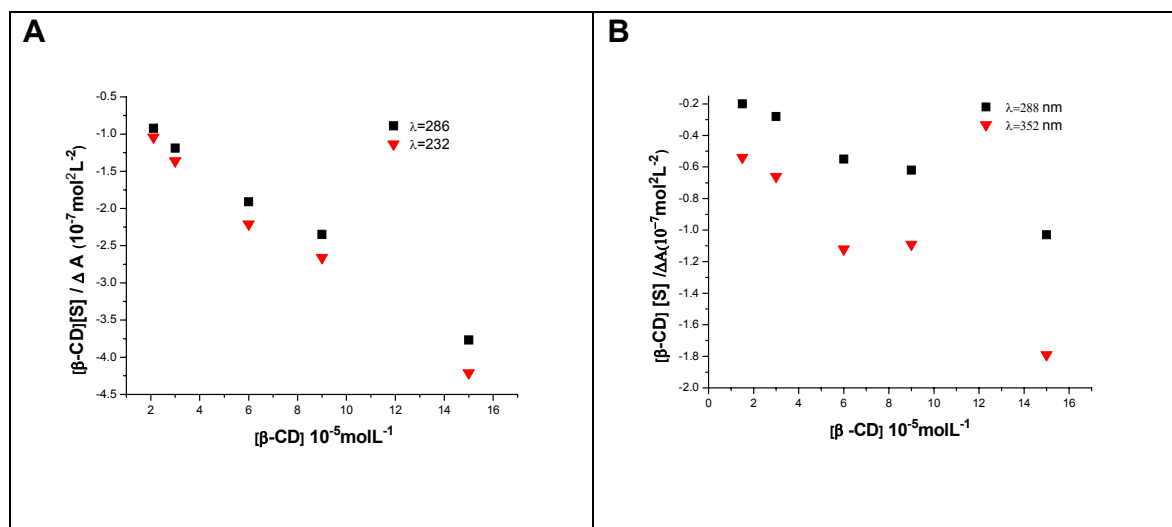 A
-0.5
-1.0
-1.5
-2.0
-2.5
-3.0
-3.5
-4.0
-4.5
[β-CD][S] / Δ A (10⁻⁷mol²L⁻²)
λ=286
λ=232
2 4 6 8 10 12 14 16
[β-CD] 10⁻⁵molL⁻¹
B
-0.2
-0.4
-0.6
-0.8
-1.0
-1.2
-1.4
-1.6
-1.8
-2.0
[β-CD] [S] /ΔA(10⁻⁷mol²L⁻²)
λ=288 nm
λ=352 nm
0 2 4 6 8 10 12 14 16
[β -CD] 10⁻⁵molL⁻¹